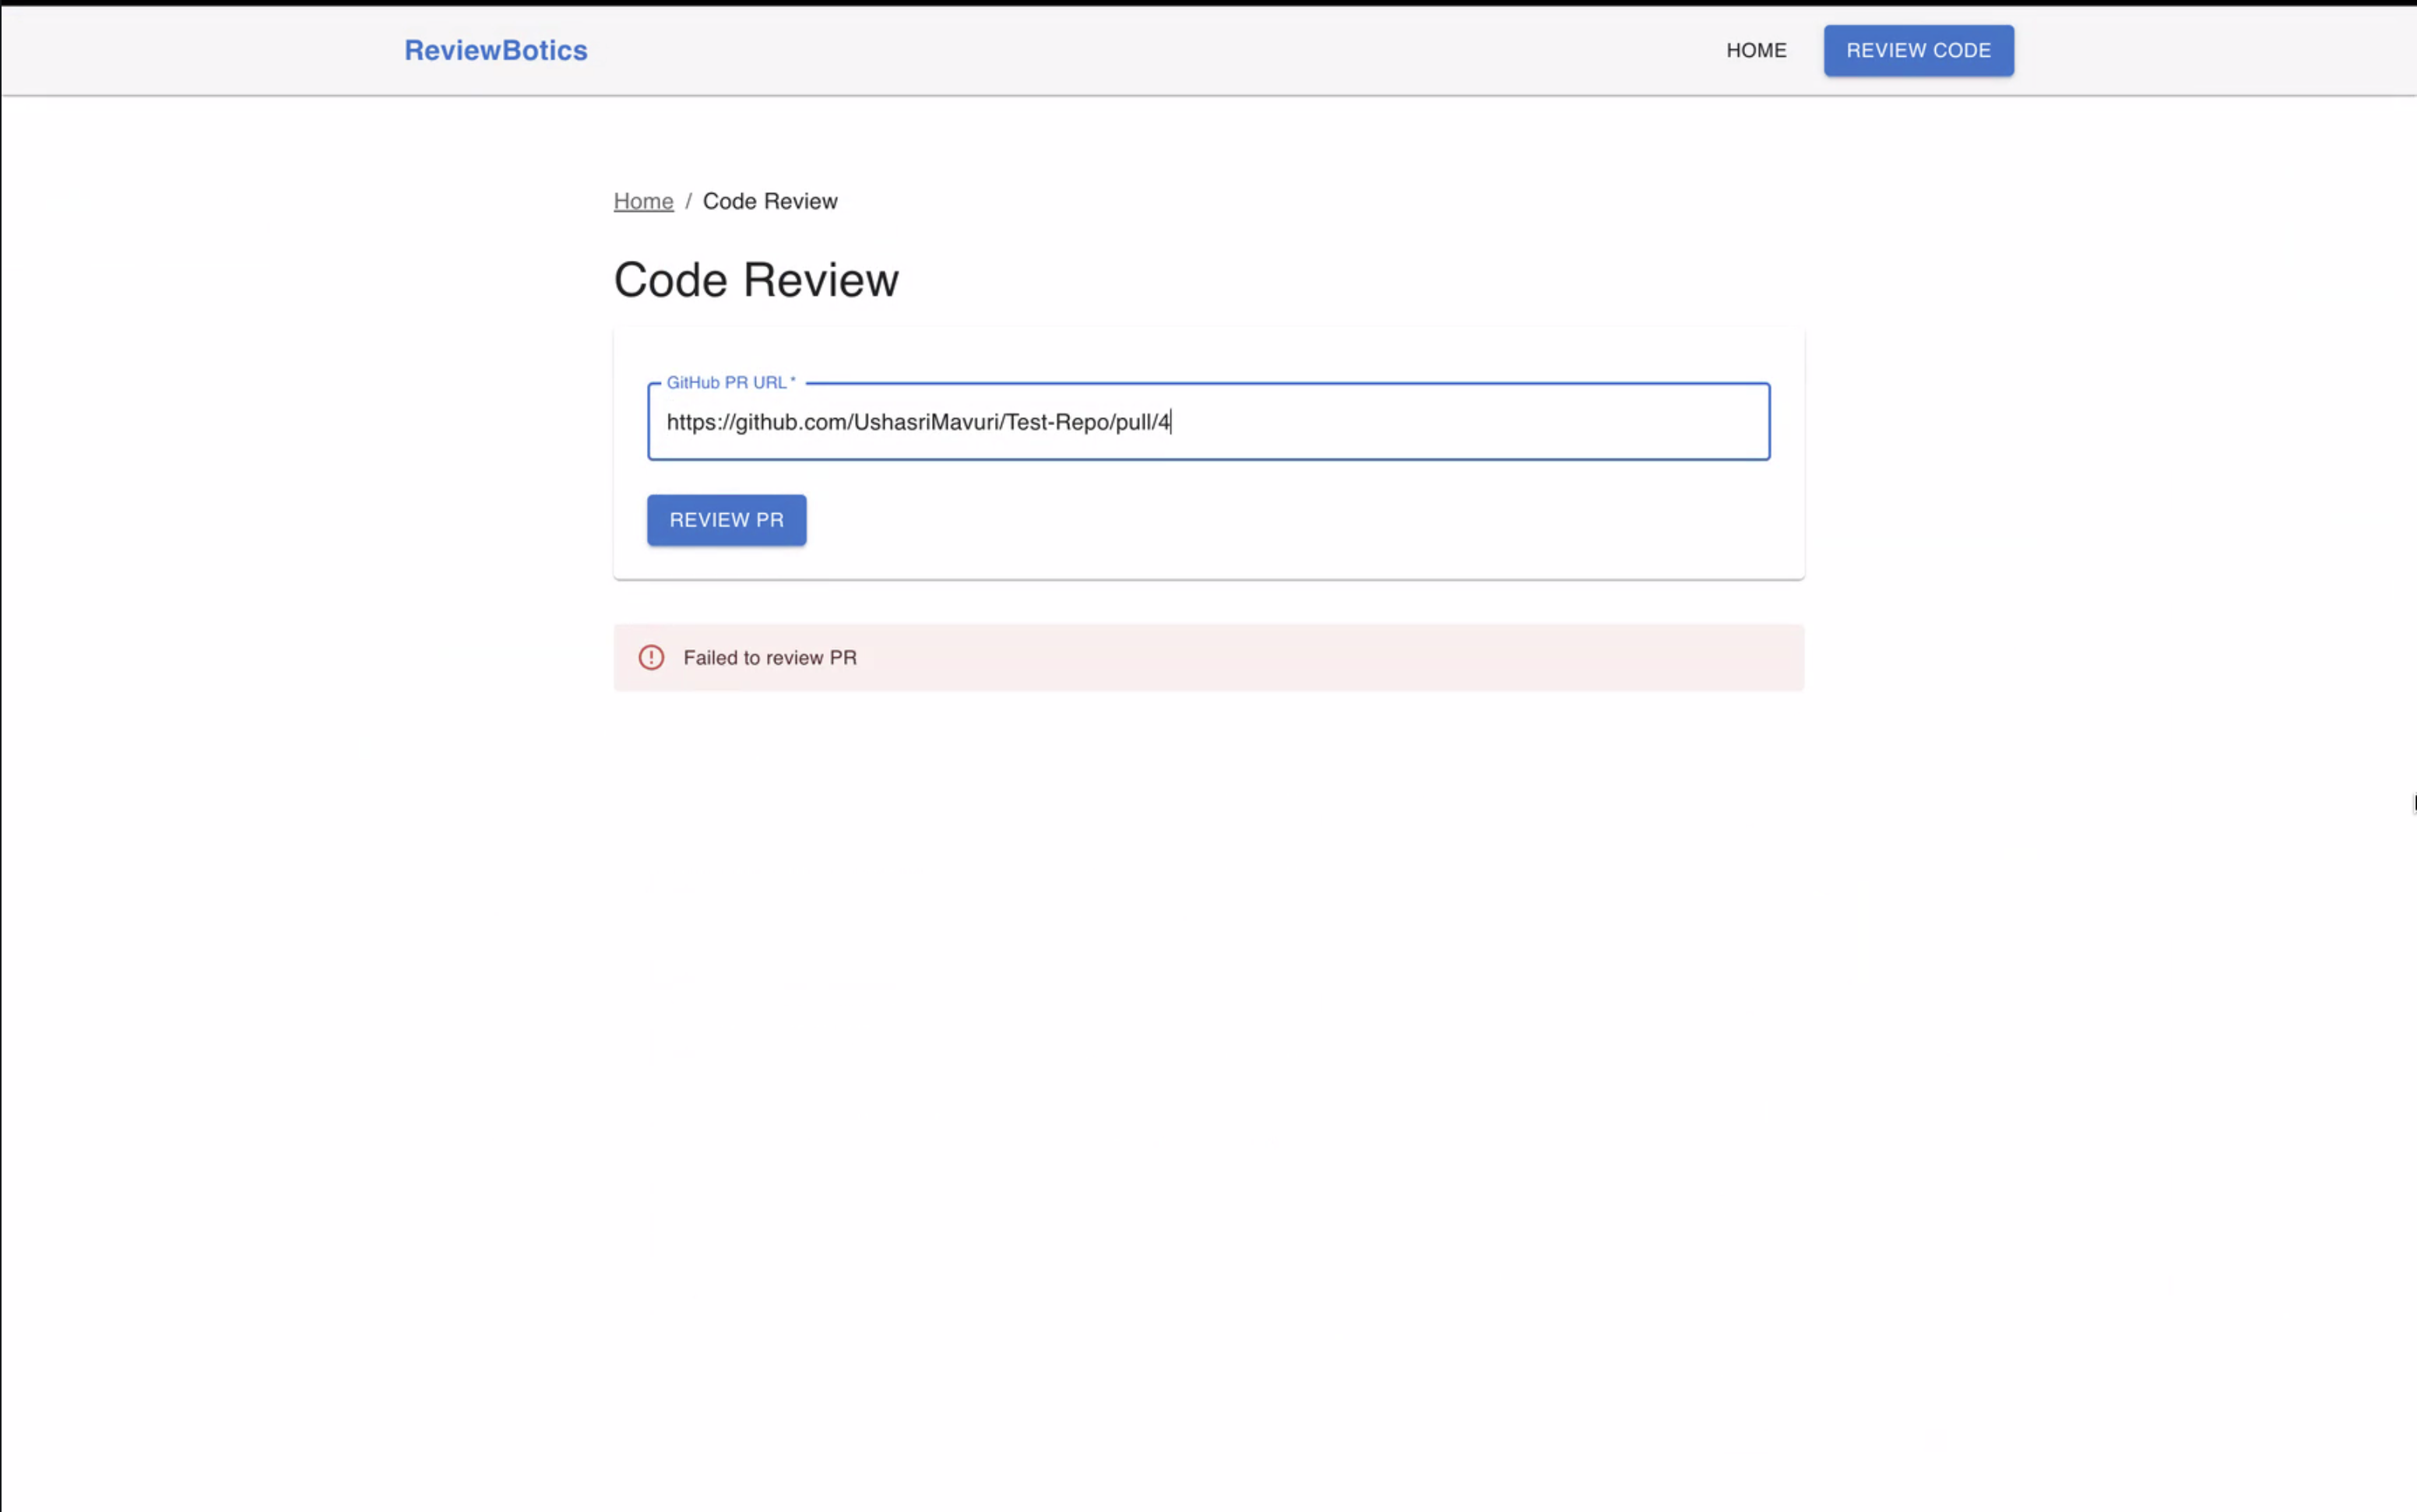 ReviewBotics HOME REVIEW CODE
Home / Code Review
Code Review
GitHub PR URL *
https://github.com/UshasriMavuri/Test-Repo/pull/4
REVIEW PR
Failed to review PR